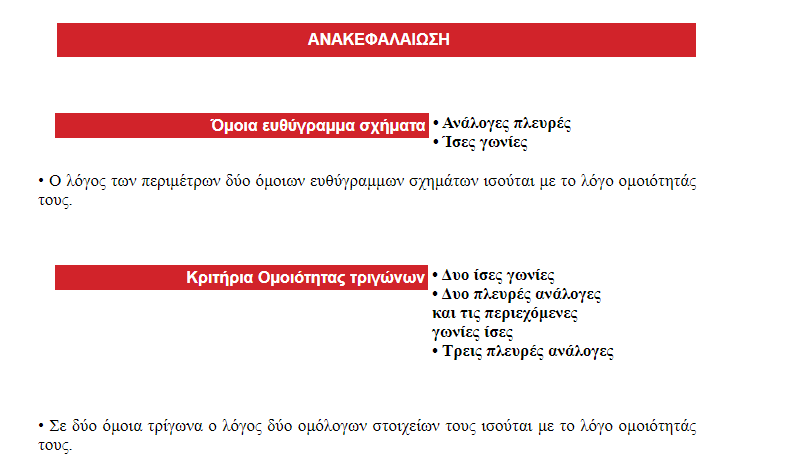 ΑΝΑΚΕΦΑΛΑΙΩΣΗ
Όμοια ευθύγραμμα σχήματα
• Ανάλογες πλευρές
• Ίσες γωνίες
• Ο λόγος των περιμέτρων δύο όμοιων ευθύγραμμων σχημάτων ισούται με το λόγο ομοιότητάς
τους.
Κριτήρια Ομοιότητας τριγώνων
• Δυο ίσες γωνίες
• Δυο πλευρές ανάλογες
και τις περιεχόμενες
γωνίες ίσες
• Τρεις πλευρές ανάλογες
• Σε δύο όμοια τρίγωνα ο λόγος δύο ομόλογων στοιχείων τους ισούται με το λόγο ομοιότητάς
τους.